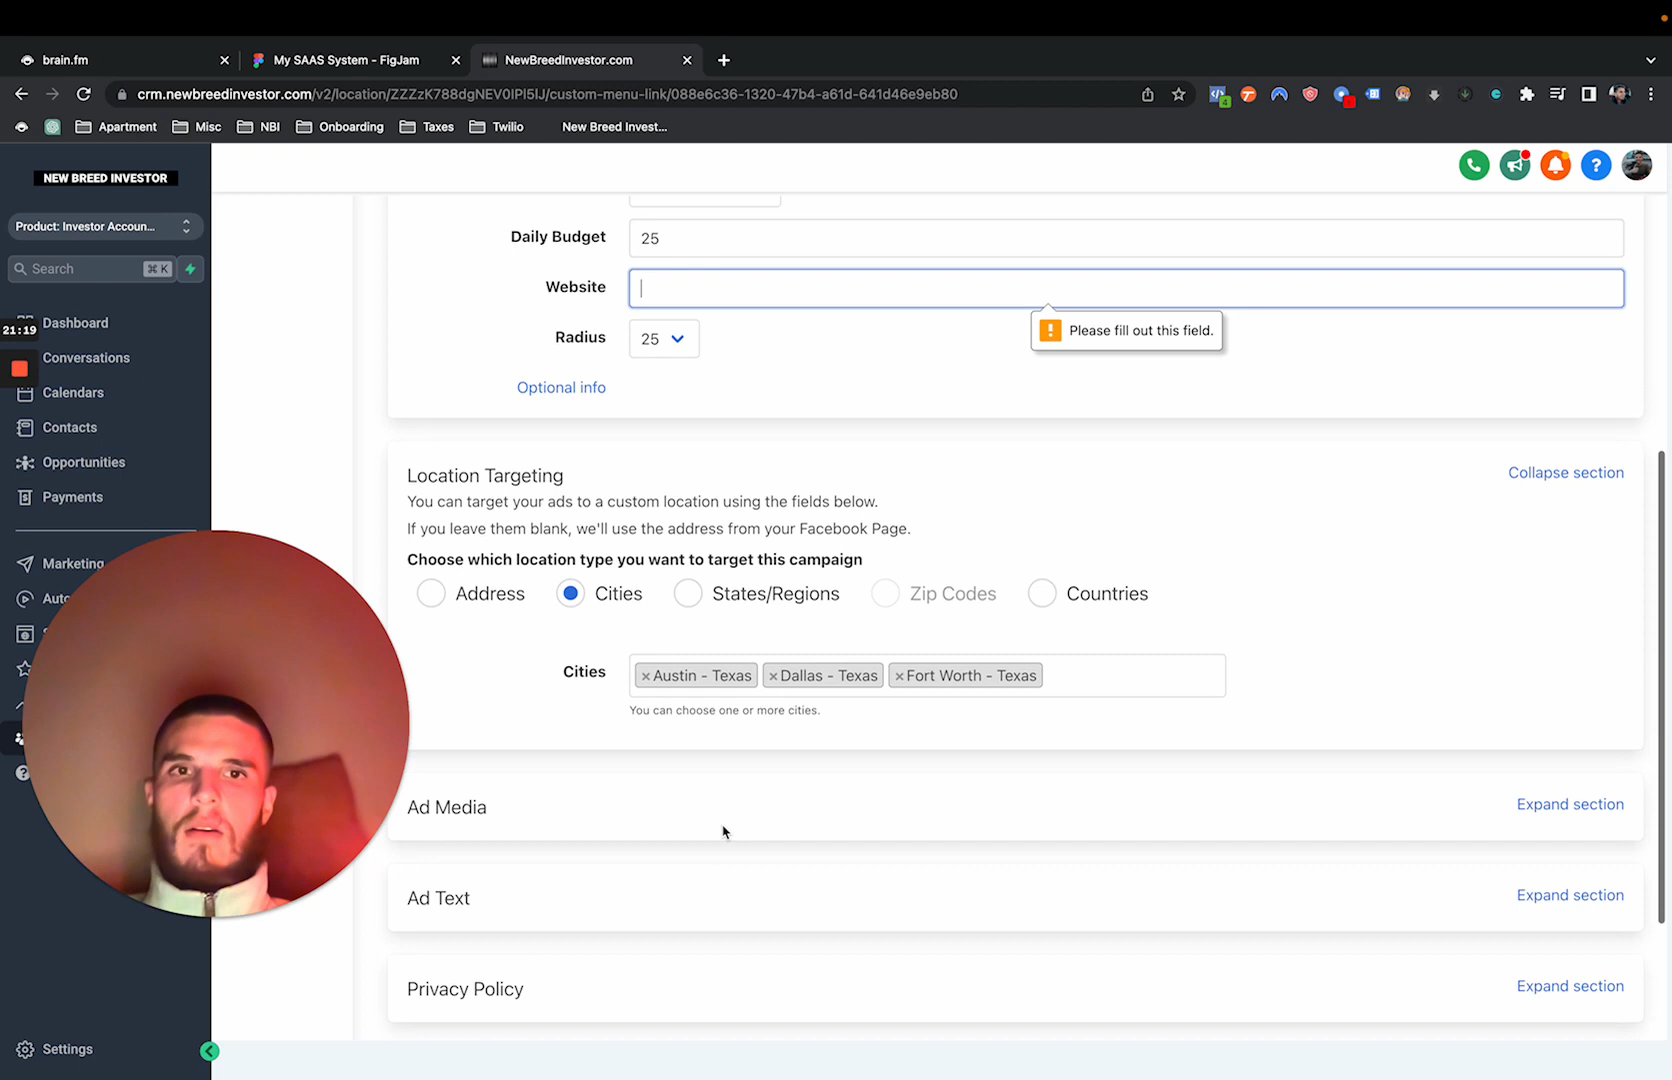 brain.fm
My SAAS System - FigJam
NewBreedInvestor.com
crm.newbreedinvestor.com/v2/location/ZZZzK788dgNEV0IPl5IJ/custom-menu-link/088e6c36-1320-47b4-a61d-641d46e9eb80
4
Apartment
Misc
NBI
Onboarding
Taxes
Twilio
New Breed Invest...
NEW BREED INVESTOR
Product: Investor Accoun...
Search
⌘ K
21:19
Dashboard
Conversations
Calendars
Contacts
Opportunities
Payments
Marketing
Auto
Settings
Daily Budget
25
Website
Please fill out this field.
Radius
25
Optional info
Location Targeting
Collapse section
You can target your ads to a custom location using the fields below.
If you leave them blank, we'll use the address from your Facebook Page.
Choose which location type you want to target this campaign
Address
Cities
States/Regions
Zip Codes
Countries
Cities
×Austin - Texas
×Dallas - Texas
×Fort Worth - Texas
You can choose one or more cities.
Ad Media
Expand section
Ad Text
Expand section
Privacy Policy
Expand section